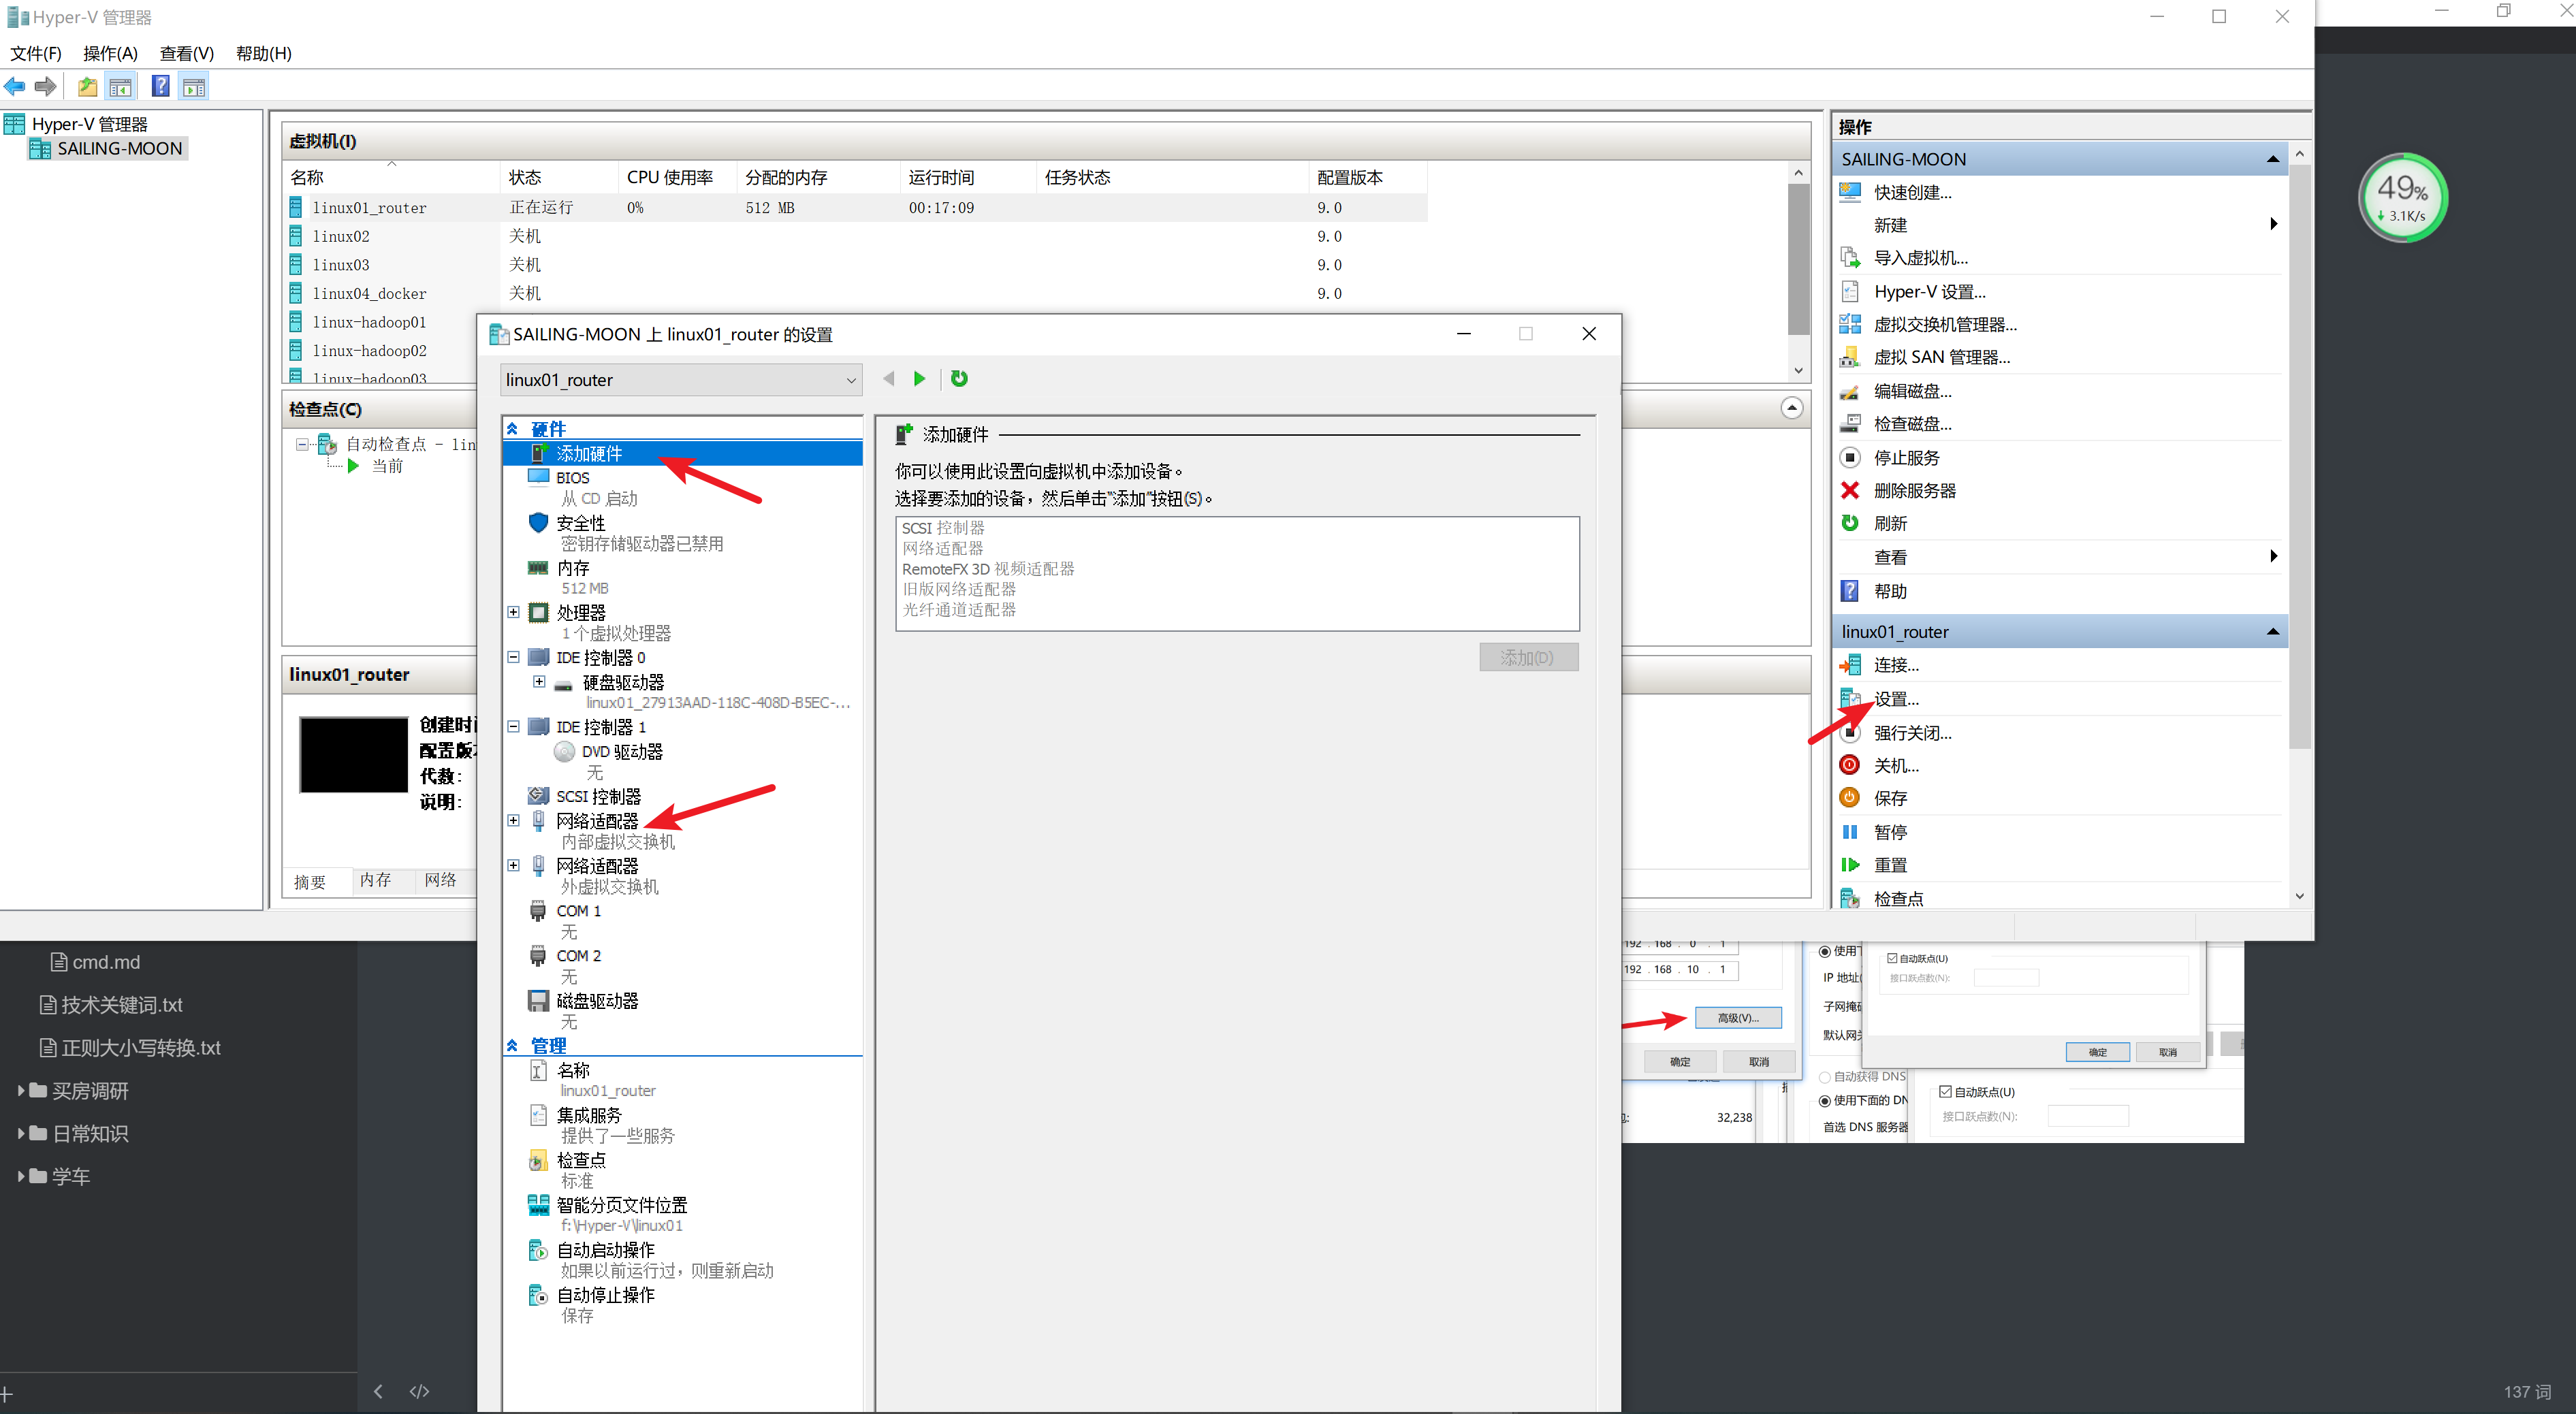 Hyper-V 管理器
文件(F) 操作(A) 查看(V) 帮助(H)
Hyper-V 管理器
SAILING-MOON
虚拟机(I)
名称 状态 CPU 使用率 分配的内存 运行时间 任务状态 配置版本
linux01_router 正在运行 0% 512 MB 00:17:09 9.0
linux02 关机 9.0
linux03 关机 9.0
linux04_docker 关机 9.0
linux-hadoop01
linux-hadoop02
linux-hadoop03
检查点(C)
自动检查点 - lin
当前
linux01_router
创建时间
配置版本
代数:
说明:
摘要 内存 网络
SAILING-MOON 上 linux01_router 的设置
linux01_router
硬件
添加硬件
BIOS
从 CD 启动
安全性
密钥存储驱动器已禁用
内存
512 MB
处理器
1 个虚拟处理器
IDE 控制器 0
硬盘驱动器
linux01_27913AAD-118C-408D-B5EC-...
IDE 控制器 1
DVD 驱动器
无
SCSI 控制器
网络适配器
内部虚拟交换机
网络适配器
外虚拟交换机
COM 1
无
COM 2
无
磁盘驱动器
无
管理
名称
linux01_router
集成服务
提供了一些服务
检查点
标准
智能分页文件位置
f:\Hyper-V\linux01
自动启动操作
如果以前运行过，则重新启动
自动停止操作
保存
添加硬件
你可以使用此设置向虚拟机中添加设备。
选择要添加的设备，然后单击"添加"按钮(S)。
SCSI 控制器
网络适配器
RemoteFX 3D 视频适配器
旧版网络适配器
光纤通道适配器
添加(D)
操作
SAILING-MOON
快速创建...
新建
导入虚拟机...
Hyper-V 设置...
虚拟交换机管理器...
虚拟 SAN 管理器...
编辑磁盘...
检查磁盘...
停止服务
删除服务器
刷新
查看
帮助
linux01_router
连接...
设置...
强行关闭...
关机...
保存
暂停
重置
检查点
49%
3.1K/s
cmd.md
技术关键词.txt
正则大小写转换.txt
买房调研
日常知识
学车
192 . 168 . 0 . 1
192 . 168 . 10 . 1
高级(V)...
确定 取消
32,238
使用下
IP 地址(
子网掩码
默认网关
自动获得 DNS
使用下面的 DN
首选 DNS 服务器
自动跃点(U)
接口跃点数(N):
确定 取消
自动跃点(U)
接口跃点数(N):
137 词